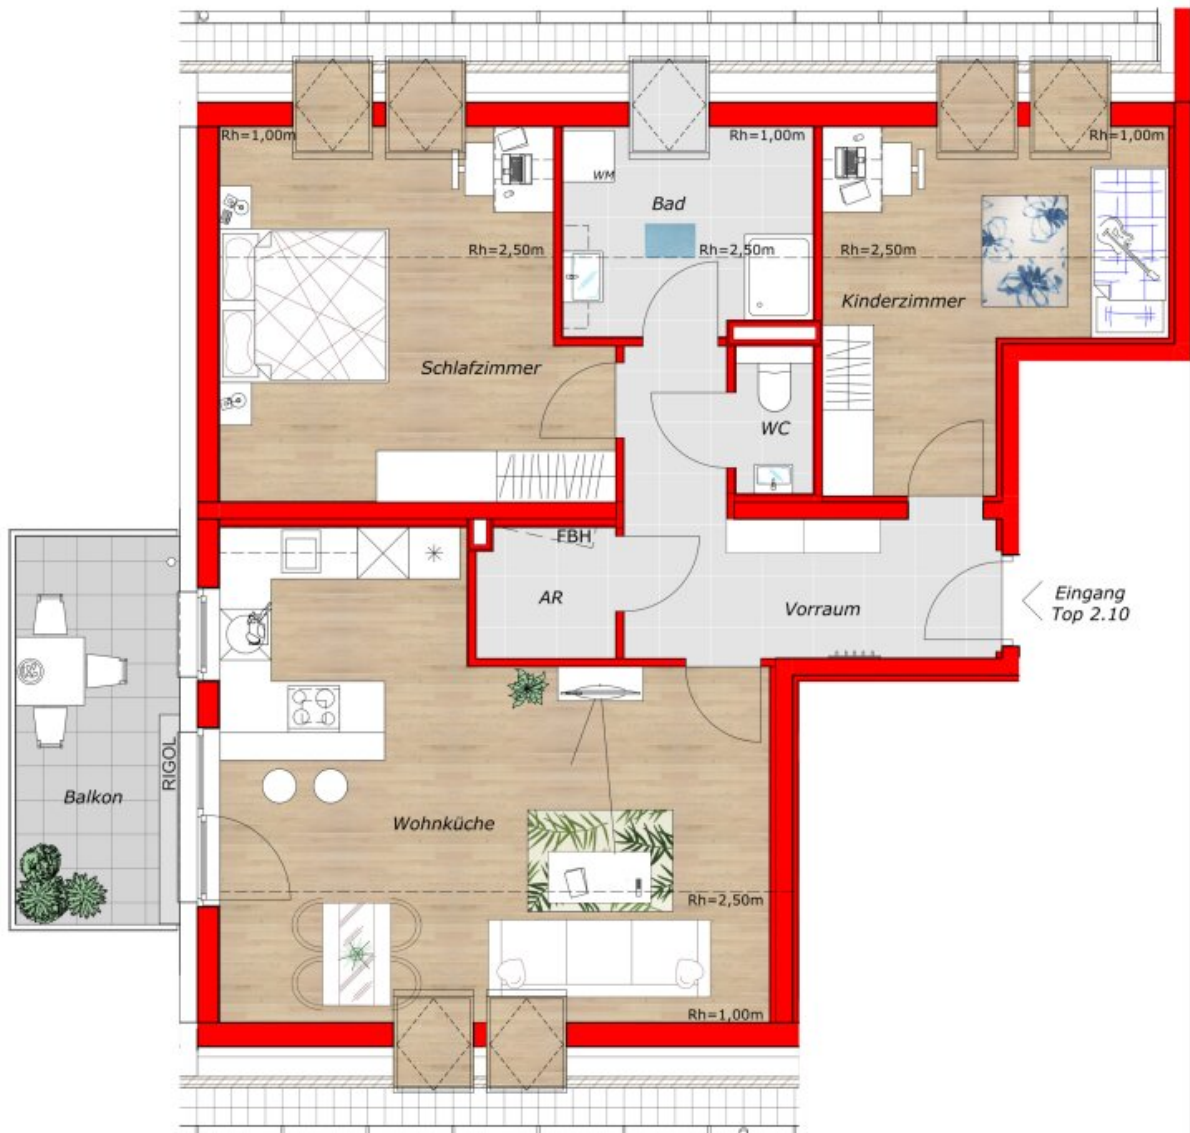 Rh=1,00m
Rh=1,00m
Rh=1,00m
WM
Bad
Rh=2,50m
Rh=2,50m
Rh=2,50m
Kinderzimmer
Schlafzimmer
WC
EBH
AR
Vorraum
Eingang
Top 2.10
RIGOL
Balkon
Wohnküche
Rh=2,50m
Rh=1,00m